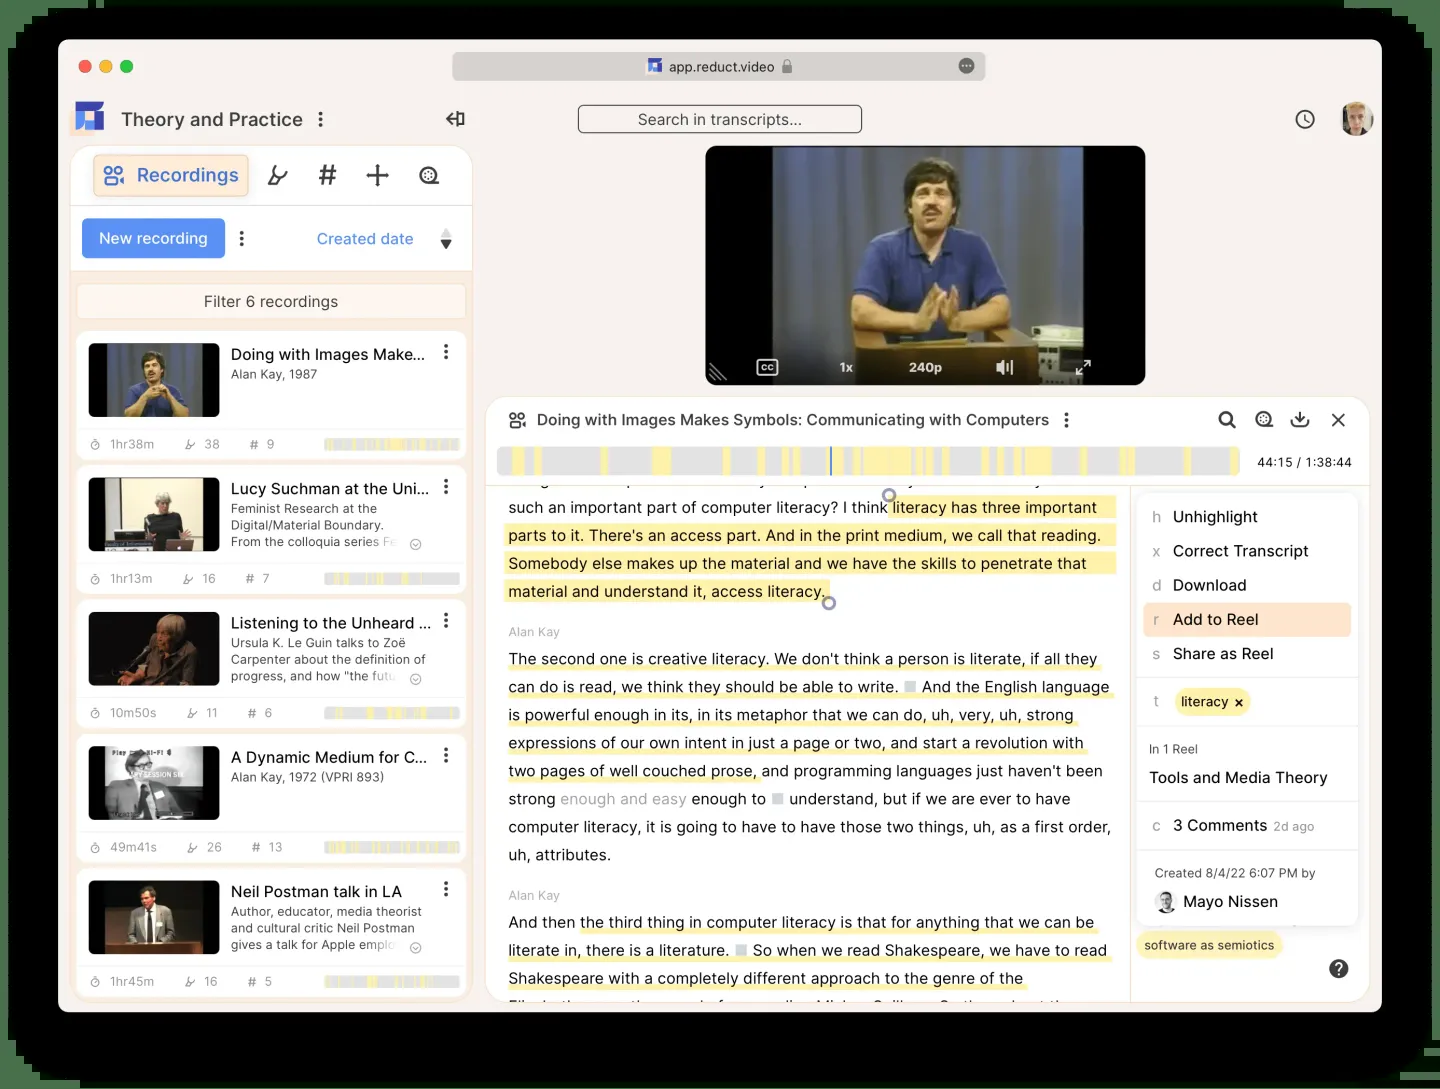 app.reduct.video
Theory and Practice
Search in transcripts...
Recordings
New recording
Created date
Filter 6 recordings
Doing with Images Make...
Alan Kay, 1987
1hr38m 38 # 9
Lucy Suchman at the Uni...
Feminist Research at the
Digital/Material Boundary.
From the colloquia series Fe
1hr13m 16 # 7
Listening to the Unheard ...
Ursula K. Le Guin talks to Zoë
Carpenter about the definition of
progress, and how "the futu
10m50s 11 # 6
A Dynamic Medium for C...
Alan Kay, 1972 (VPRI 893)
49m41s 26 # 13
Neil Postman talk in LA
Author, educator, media theorist
and cultural critic Neil Postman
gives a talk for Apple emplo
1hr45m 16 # 5
CC 1x 240p
Doing with Images Makes Symbols: Communicating with Computers
44:15 / 1:38:44
such an important part of computer literacy? I think literacy has three important
parts to it. There's an access part. And in the print medium, we call that reading.
Somebody else makes up the material and we have the skills to penetrate that
material and understand it, access literacy.
Alan Kay
The second one is creative literacy. We don't think a person is literate, if all they
can do is read, we think they should be able to write. And the English language
is powerful enough in its, in its metaphor that we can do, uh, very, uh, strong
expressions of our own intent in just a page or two, and start a revolution with
two pages of well couched prose, and programming languages just haven't been
strong enough and easy enough to understand, but if we are ever to have
computer literacy, it is going to have to have those two things, uh, as a first order,
uh, attributes.
Alan Kay
And then the third thing in computer literacy is that for anything that we can be
literate in, there is a literature. So when we read Shakespeare, we have to read
Shakespeare with a completely different approach to the genre of the
h Unhighlight
x Correct Transcript
d Download
r Add to Reel
s Share as Reel
t literacy ×
In 1 Reel
Tools and Media Theory
c 3 Comments 2d ago
Created 8/4/22 6:07 PM by
Mayo Nissen
software as semiotics
?